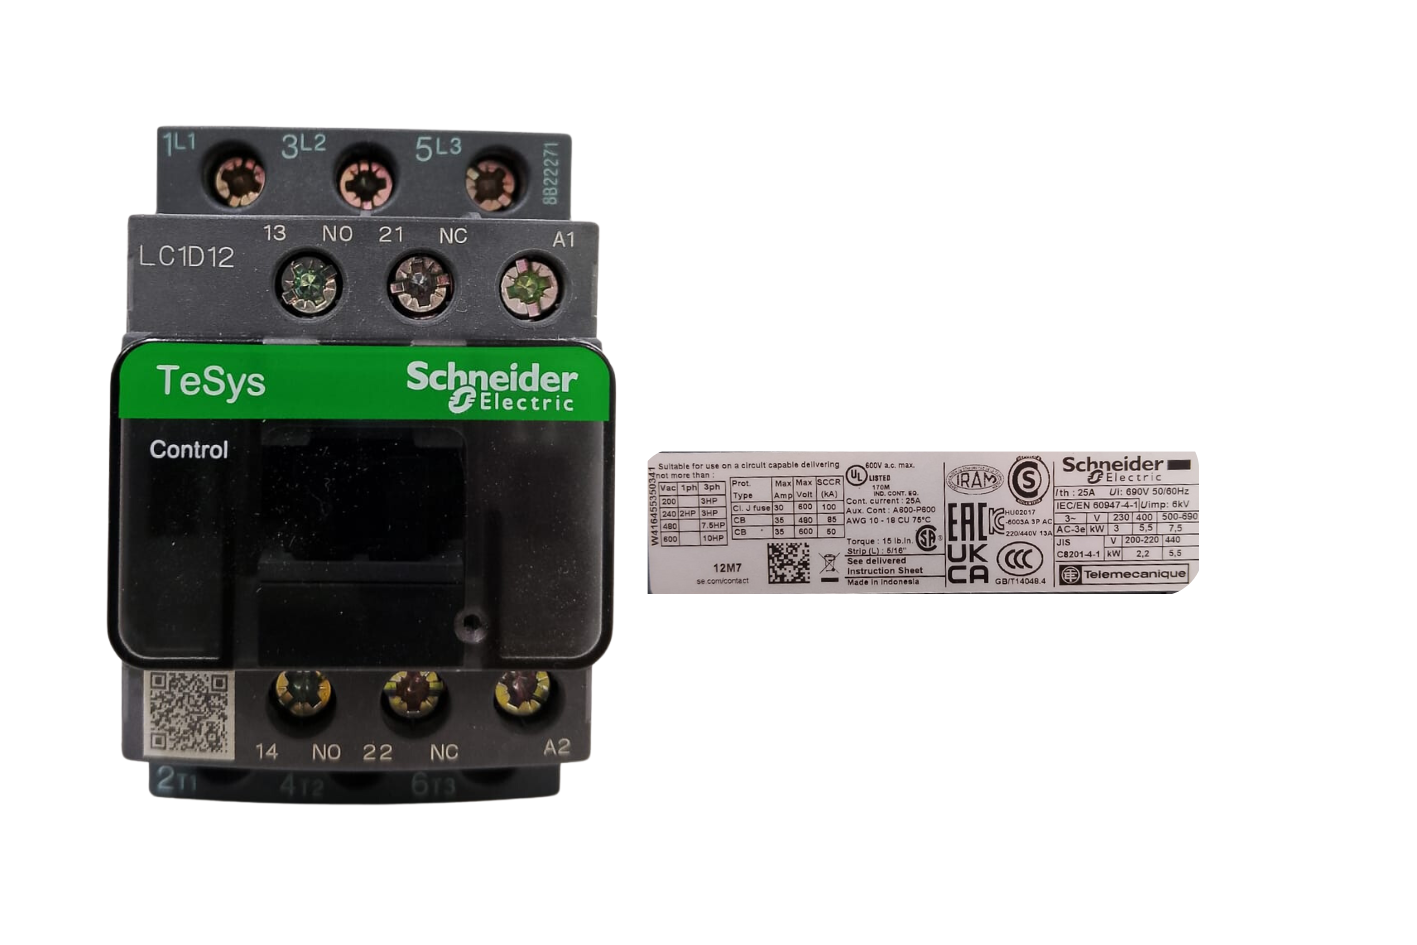 1L1 3L2 5L3
8B22271
13 NO 21 NC A1
LC1D12
TeSys Schneider Electric
Control
14 NO 22 NC A2
2T1 4T2 6T3
W416455350341
Suitable for use on a circuit capable delivering
not more than :
Vac 1ph 3ph
200 3HP
240 2HP 3HP
480 7.5HP
600 10HP
Prot. Type Max Amp Max Volt SCCR (kA)
Cl. J fuse 30 600 100
CB 35 480 85
CB 35 600 50
12M7
se.com/contact
UL LISTED
600V a.c. max.
170M
IND. CONT. EQ.
Cont. current : 25A
Aux. Cont : A600-P600
AWG 10 - 18 CU 75°C
Torque : 15 lb.in
Strip (L) : 5/16"
See delivered
Instruction Sheet
Made in Indonesia
IRAM
S
EAC
KC
HU02017
-6003A 3P AC
220/440V 13A
UK
CA
CCC
GB/T14048.4
Schneider Electric
Ith : 25A Ui: 690V 50/60Hz
IEC/EN 60947-4-1 Uimp: 6kV
3~ V 230 400 500-690
AC-3e kW 3 5,5 7,5
JIS V 200-220 440
C8201-4-1 kW 2,2 5,5
Telemecanique